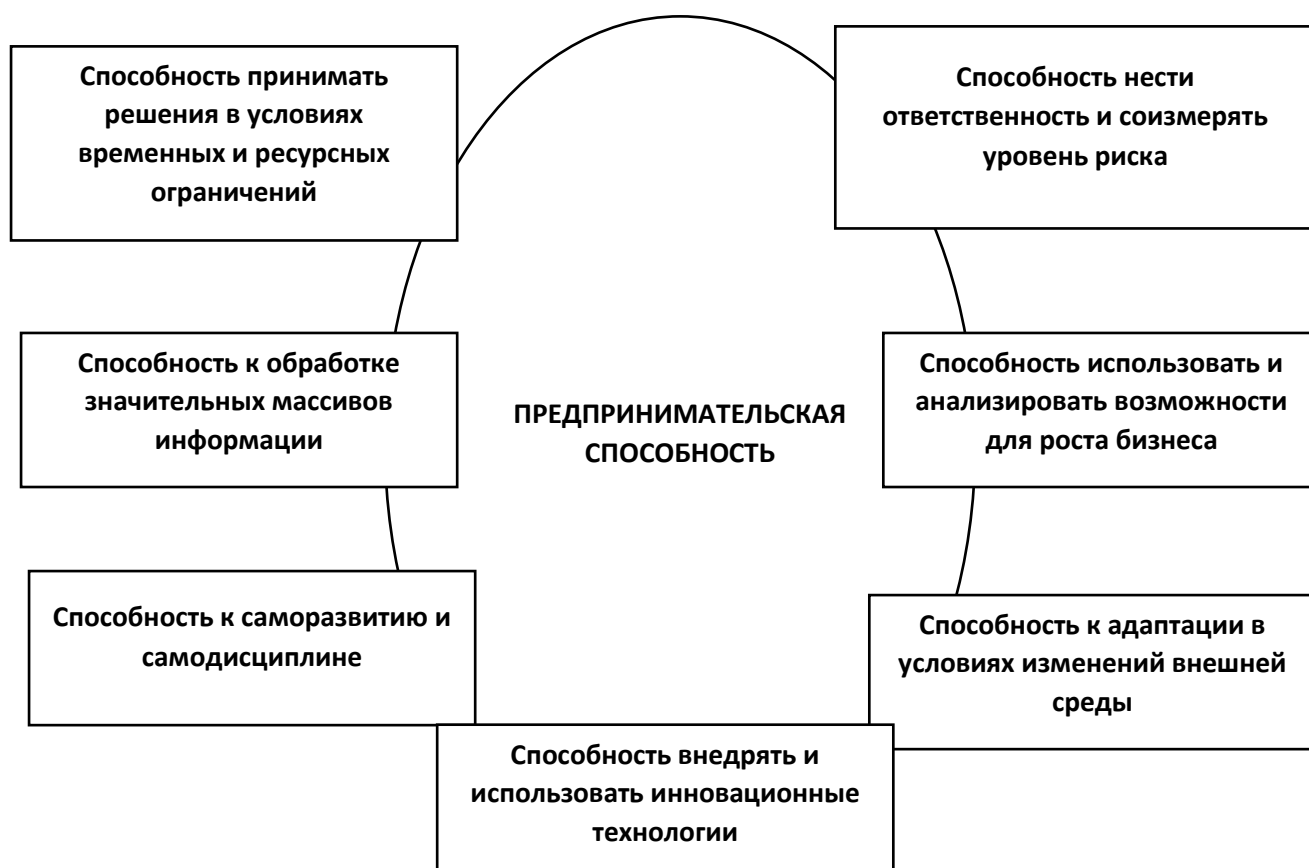 Способность принимать
решения в условиях
временных и ресурсных
ограничений
Способность нести
ответственность и соизмерять
уровень риска
Способность к обработке
значительных массивов
информации
ПРЕДПРИНИМАТЕЛЬСКАЯ
СПОСОБНОСТЬ
Способность использовать и
анализировать возможности
для роста бизнеса
Способность к саморазвитию и
самодисциплине
Способность к адаптации в
условиях изменений внешней
среды
Способность внедрять и
использовать инновационные
технологии